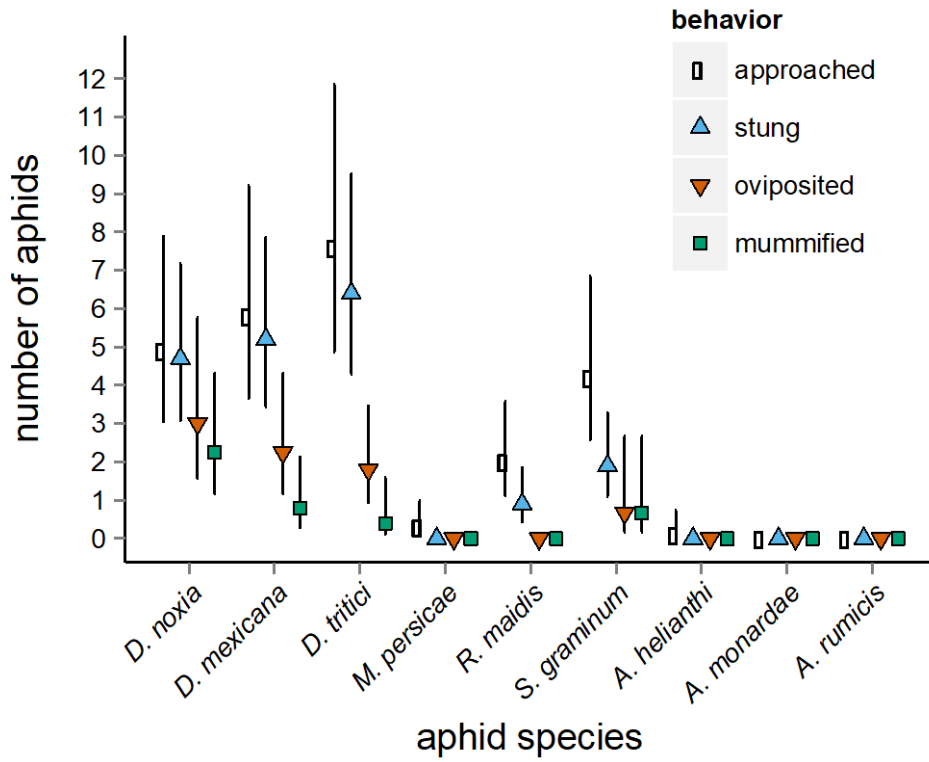 behavior
approached
stung
oviposited
mummified
number of aphids
12
11
10
9
8
7
6
5
4
3
2
1
0
D. noxia
D. mexicana
D. tritici
M. persicae
R. maidis
S. graminum
A. helianthi
A. monardae
A. rumicis
aphid species